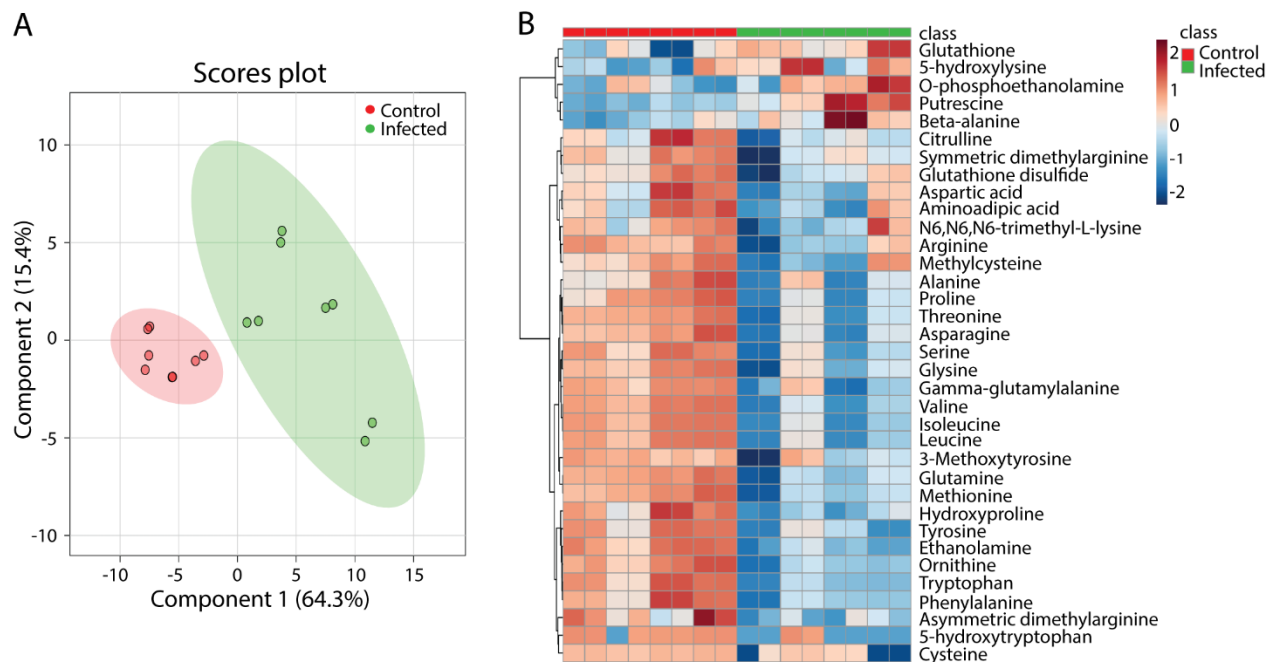 A
Scores plot
Control
Infected
10
5
0
-5
-10
-10
-5
0
5
10
15
Component 2 (15.4%)
Component 1 (64.3%)
B
class
Glutathione
5-hydroxylysine
O-phosphoethanolamine
Putrescine
Beta-alanine
Citrulline
Symmetric dimethylarginine
Glutathione disulfide
Aspartic acid
Aminoadipic acid
N6,N6,N6-trimethyl-L-lysine
Arginine
Methylcysteine
Alanine
Proline
Threonine
Asparagine
Serine
Glysine
Gamma-glutamylalanine
Valine
Isoleucine
Leucine
3-Methoxytyrosine
Glutamine
Methionine
Hydroxyproline
Tyrosine
Ethanolamine
Ornithine
Tryptophan
Phenylalanine
Asymmetric dimethylarginine
5-hydroxytryptophan
Cysteine
2
1
0
-1
-2
class
Control
Infected